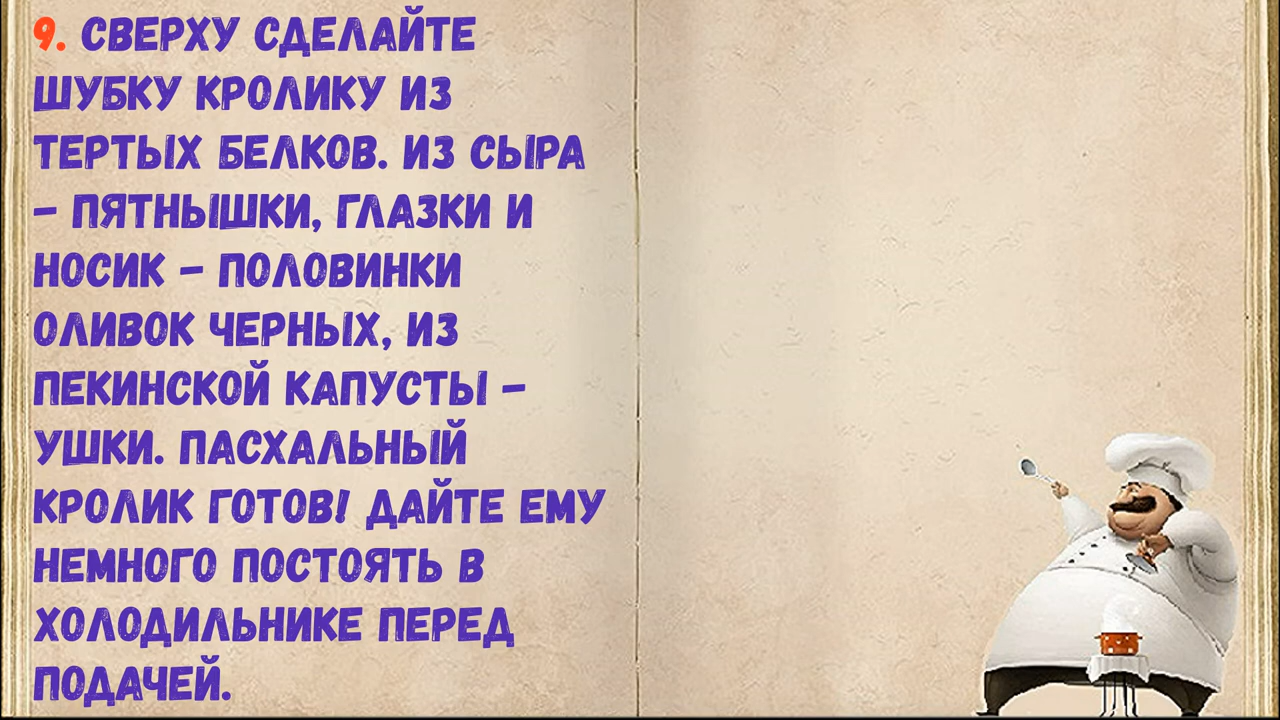 9. СВЕРХУ СДЕЛАЙТЕ
ШУБКУ КРОЛИКУ ИЗ
ТЕРТЫХ БЕЛКОВ. ИЗ СЫРА
– ПЯТНЫШКИ, ГЛАЗКИ И
НОСИК – ПОЛОВИНКИ
ОЛИВОК ЧЕРНЫХ, ИЗ
ПЕКИНСКОЙ КАПУСТЫ –
УШКИ. ПАСХАЛЬНЫЙ
КРОЛИК ГОТОВ! ДАЙТЕ ЕМУ
НЕМНОГО ПОСТОЯТЬ В
ХОЛОДИЛЬНИКЕ ПЕРЕД
ПОДАЧЕЙ.